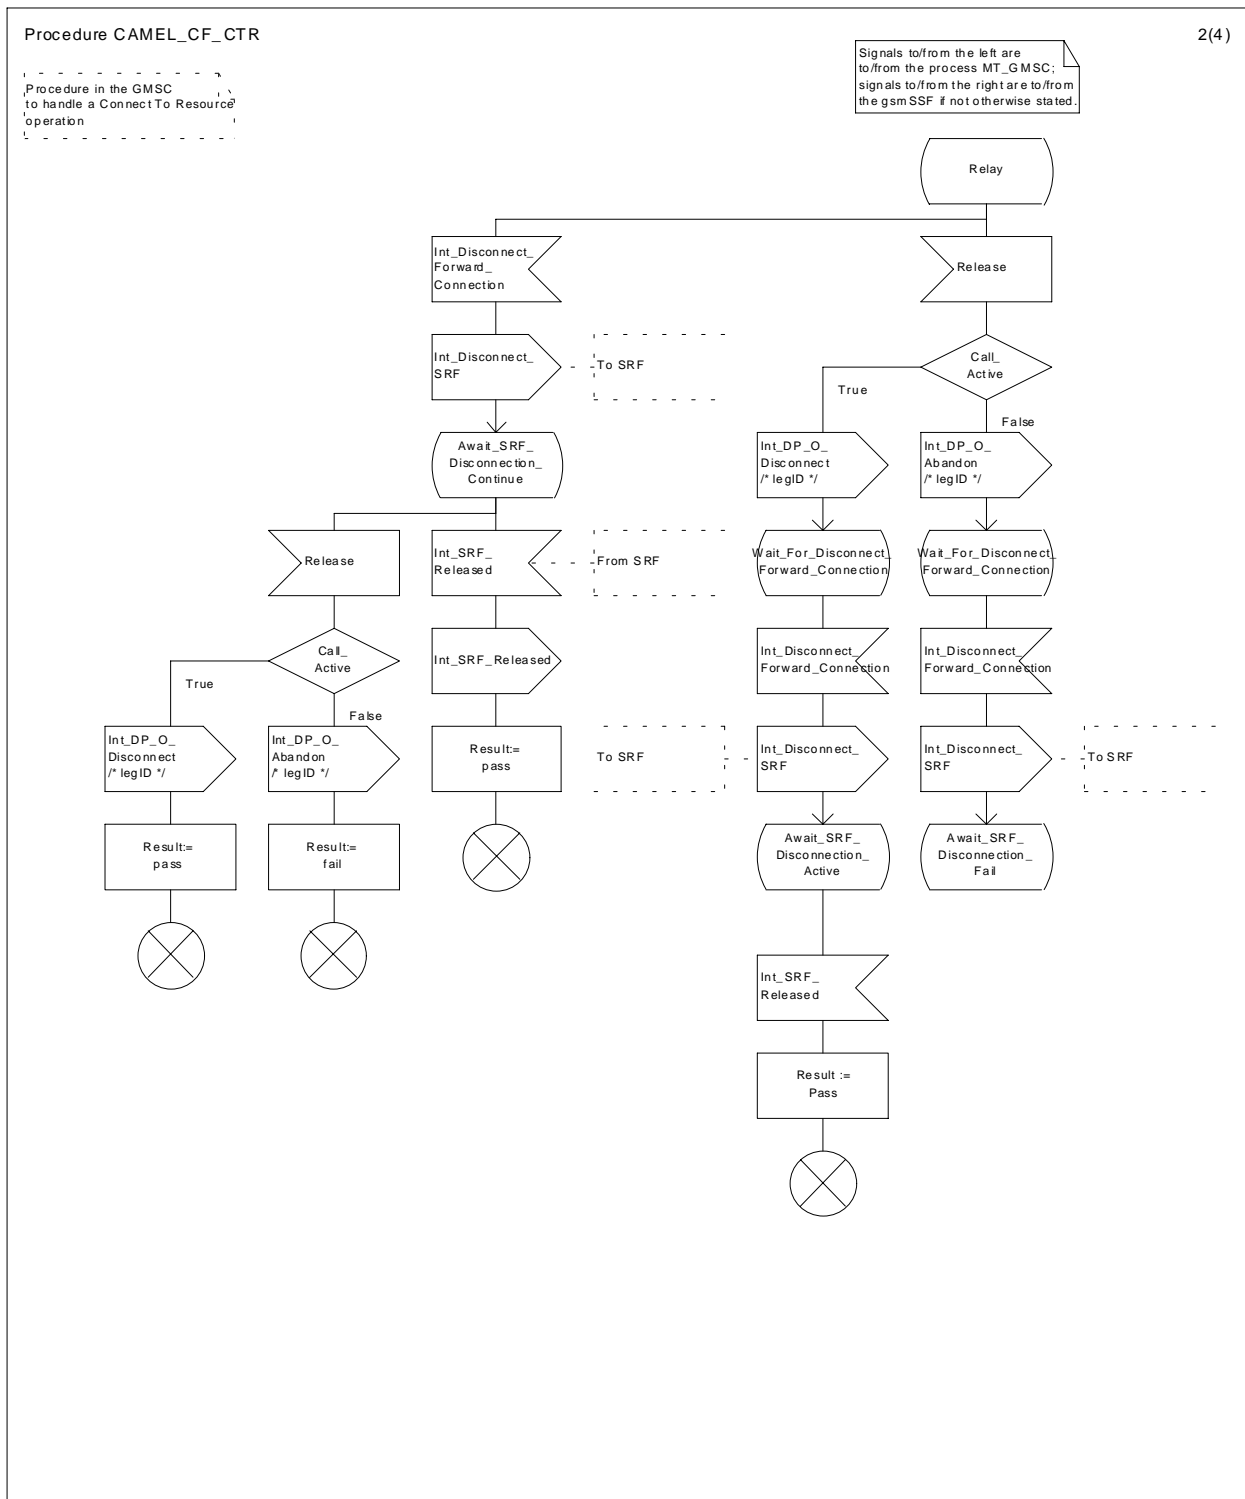 Procedure CAMEL_CF_CTR
2(4)
Procedure in the GMSC
to handle a Connect To Resource
operation
Signals to/from the left are
to/from the process MT_GMSC;
signals to/from the right are to/from
the gsmSSF if not otherwise stated.
Relay
Int_Disconnect_
Forward_
Connection
Release
Int_Disconnect_
SRF
To SRF
Call_
Active
True
False
Await_SRF_
Disconnection_
Continue
Int_DP_O_
Disconnect
/* legID */
Int_DP_O_
Abandon
/* legID */
Release
Int_SRF_
Released
From SRF
Wait_For_Disconnect_
Forward_Connection
Wait_For_Disconnect_
Forward_Connection
Call_
Active
True
False
Int_SRF_Released
Int_Disconnect_
Forward_Connection
Int_Disconnect_
Forward_Connection
Int_DP_O_
Disconnect
/* legID */
Int_DP_O_
Abandon
/* legID */
Result:=
pass
To SRF
Int_Disconnect_
SRF
Int_Disconnect_
SRF
To SRF
Result:=
pass
Result:=
fail
Await_SRF_
Disconnection_
Active
Await_SRF_
Disconnection_
Fail
Int_SRF_
Released
Result :=
Pass